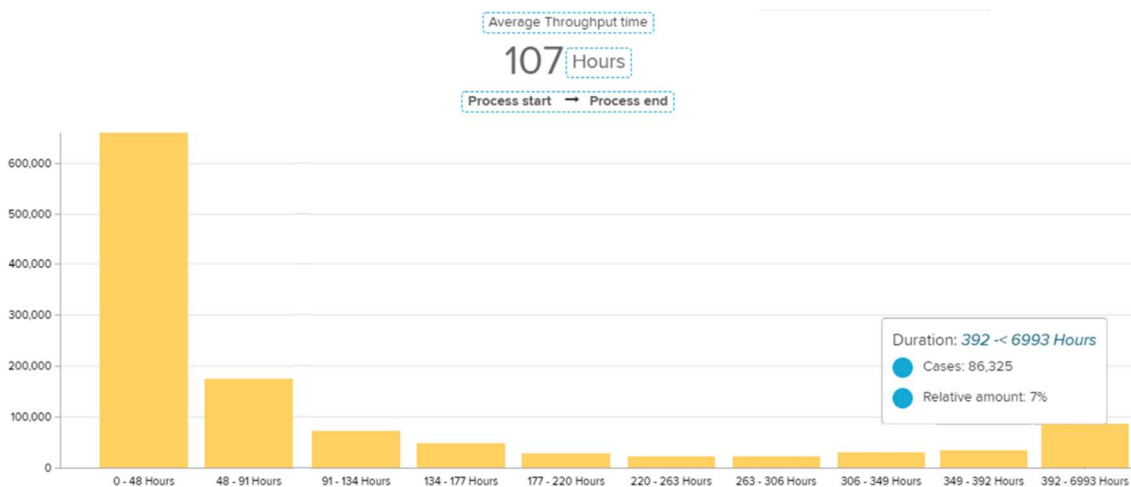 Average Throughput time
107 Hours
Process start → Process end
600,000
500,000
400,000
300,000
200,000
100,000
0
Duration: 392 -< 6993 Hours
Cases: 86,325
Relative amount: 7%
0 - 48 Hours 48 - 91 Hours 91 - 134 Hours 134 - 177 Hours 177 - 220 Hours 220 - 263 Hours 263 - 306 Hours 306 - 349 Hours 349 - 392 Hours 392 - 6993 Hours